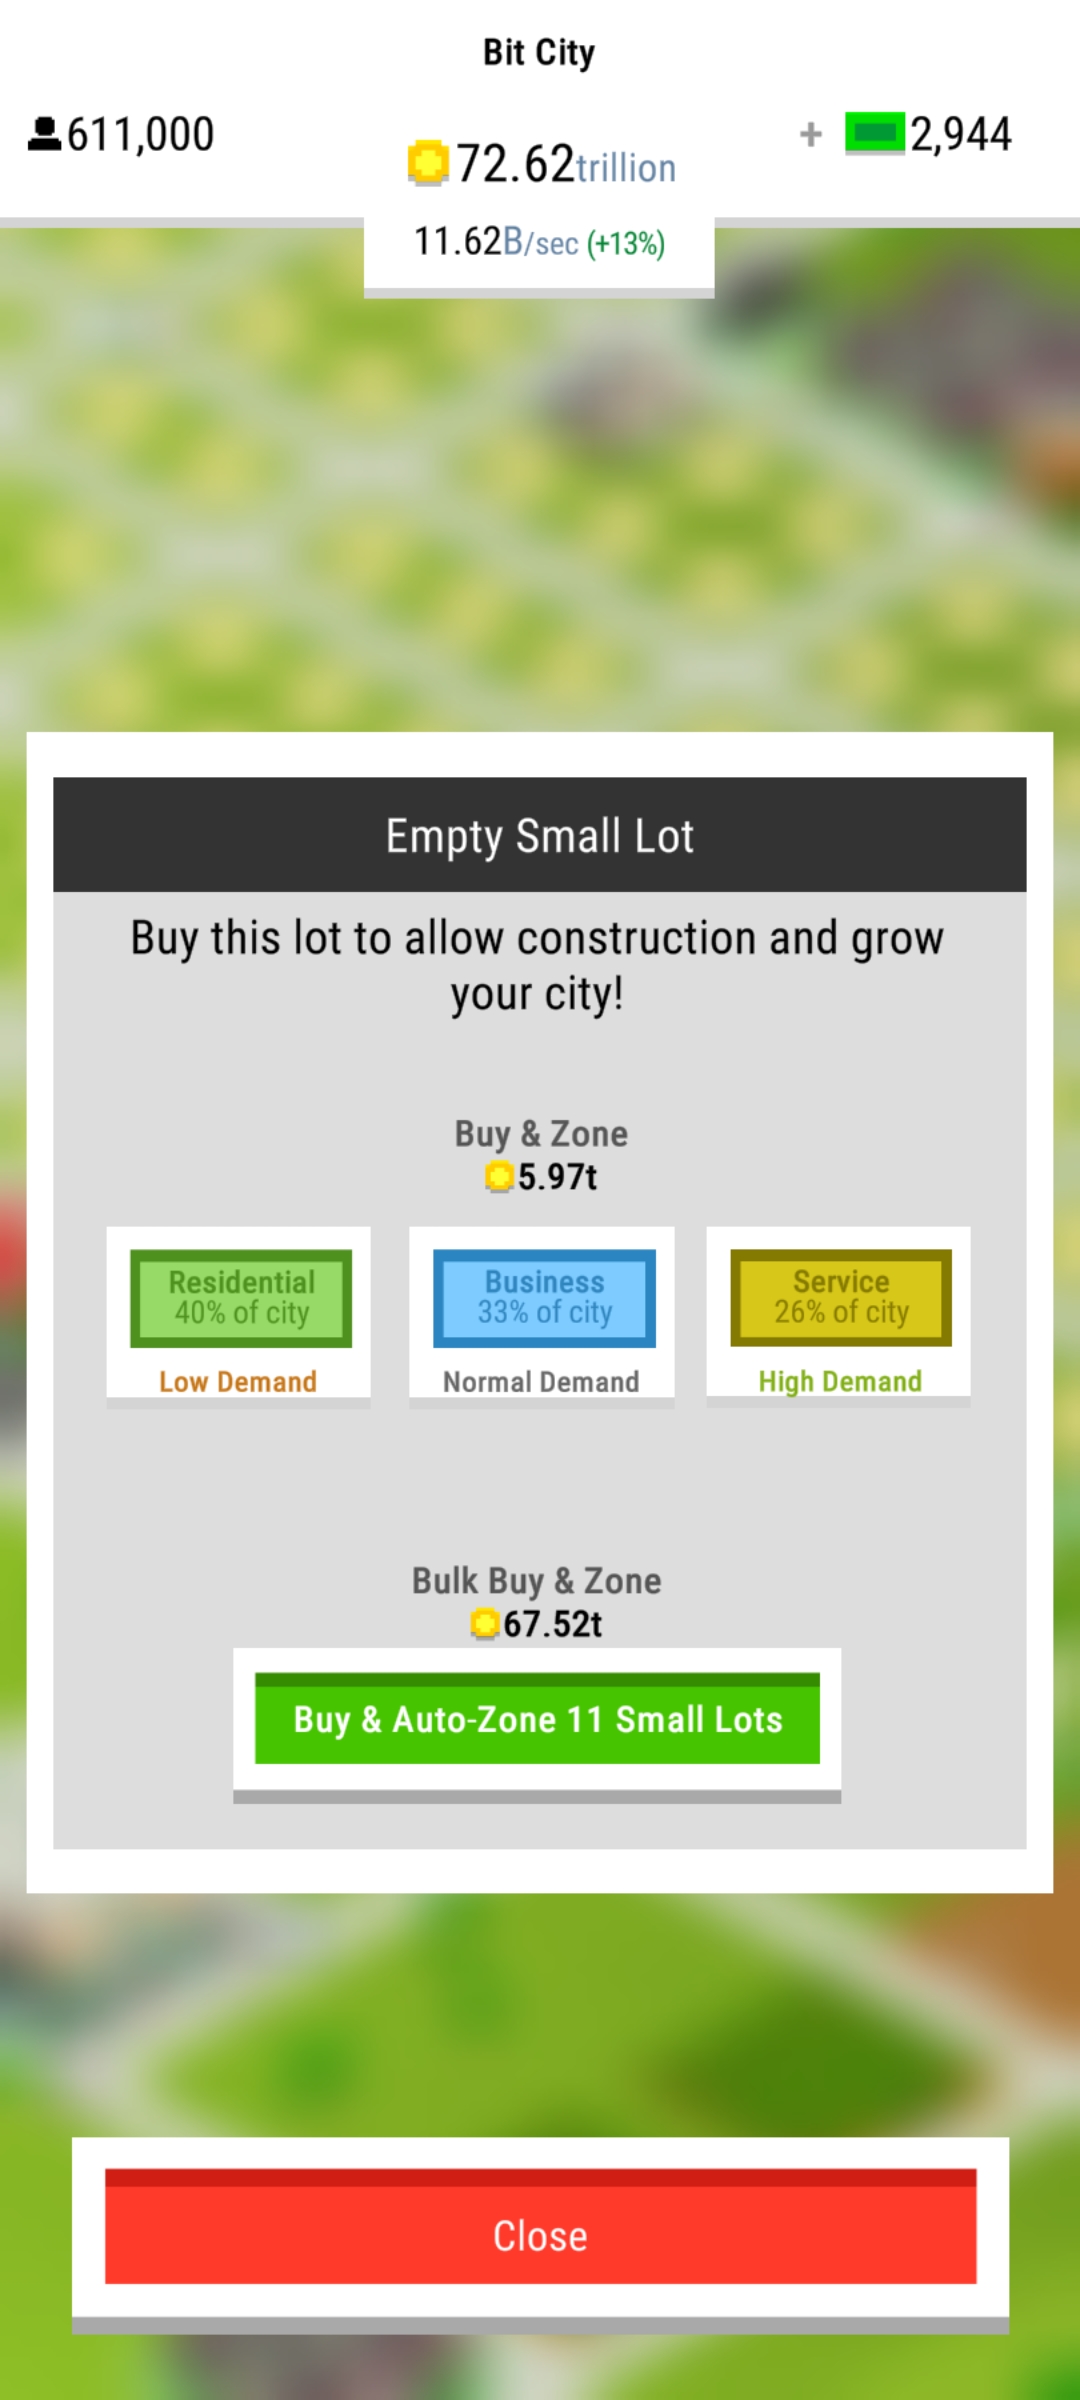 Bit City
611,000
72.62trillion
+ 2,944
11.62B/sec (+13%)
Empty Small Lot
Buy this lot to allow construction and grow
your city!
Buy & Zone
5.97t
Residential
40% of city
Low Demand
Business
33% of city
Normal Demand
Service
26% of city
High Demand
Bulk Buy & Zone
67.52t
Buy & Auto-Zone 11 Small Lots
Close